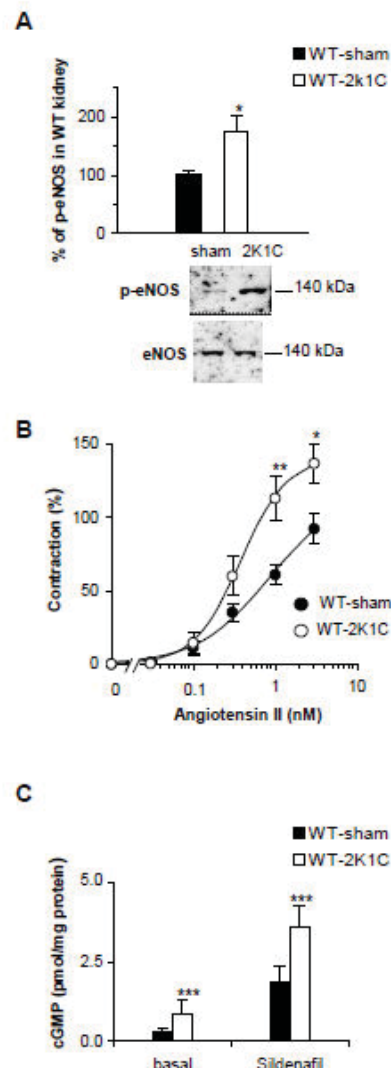 A
WT-sham
WT-2k1C
% of p-eNOS in WT kidney
200
100
0
*
sham 2K1C
p-eNOS
140 kDa
eNOS
140 kDa
B
Contraction (%)
150
100
50
0
**
*
WT-sham
WT-2K1C
0 0.1 1 10
Angiotensin II (nM)
C
WT-sham
WT-2K1C
cGMP (pmol/mg protein)
5.0
2.5
0.0
***
***
basal Sildenafil